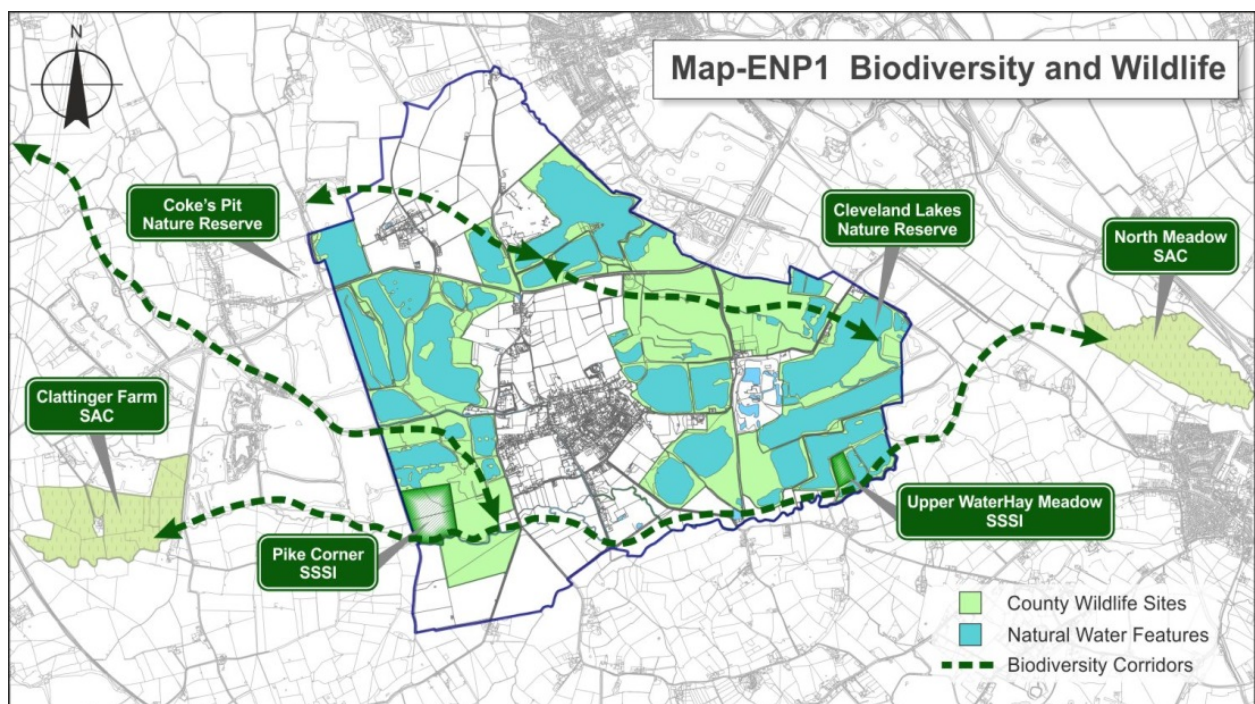 N
Map-ENP1 Biodiversity and Wildlife
Coke's Pit
Nature Reserve
Cleveland Lakes
Nature Reserve
North Meadow
SAC
Clattinger Farm
SAC
Pike Corner
SSSI
Upper WaterHay Meadow
SSSI
County Wildlife Sites
Natural Water Features
Biodiversity Corridors